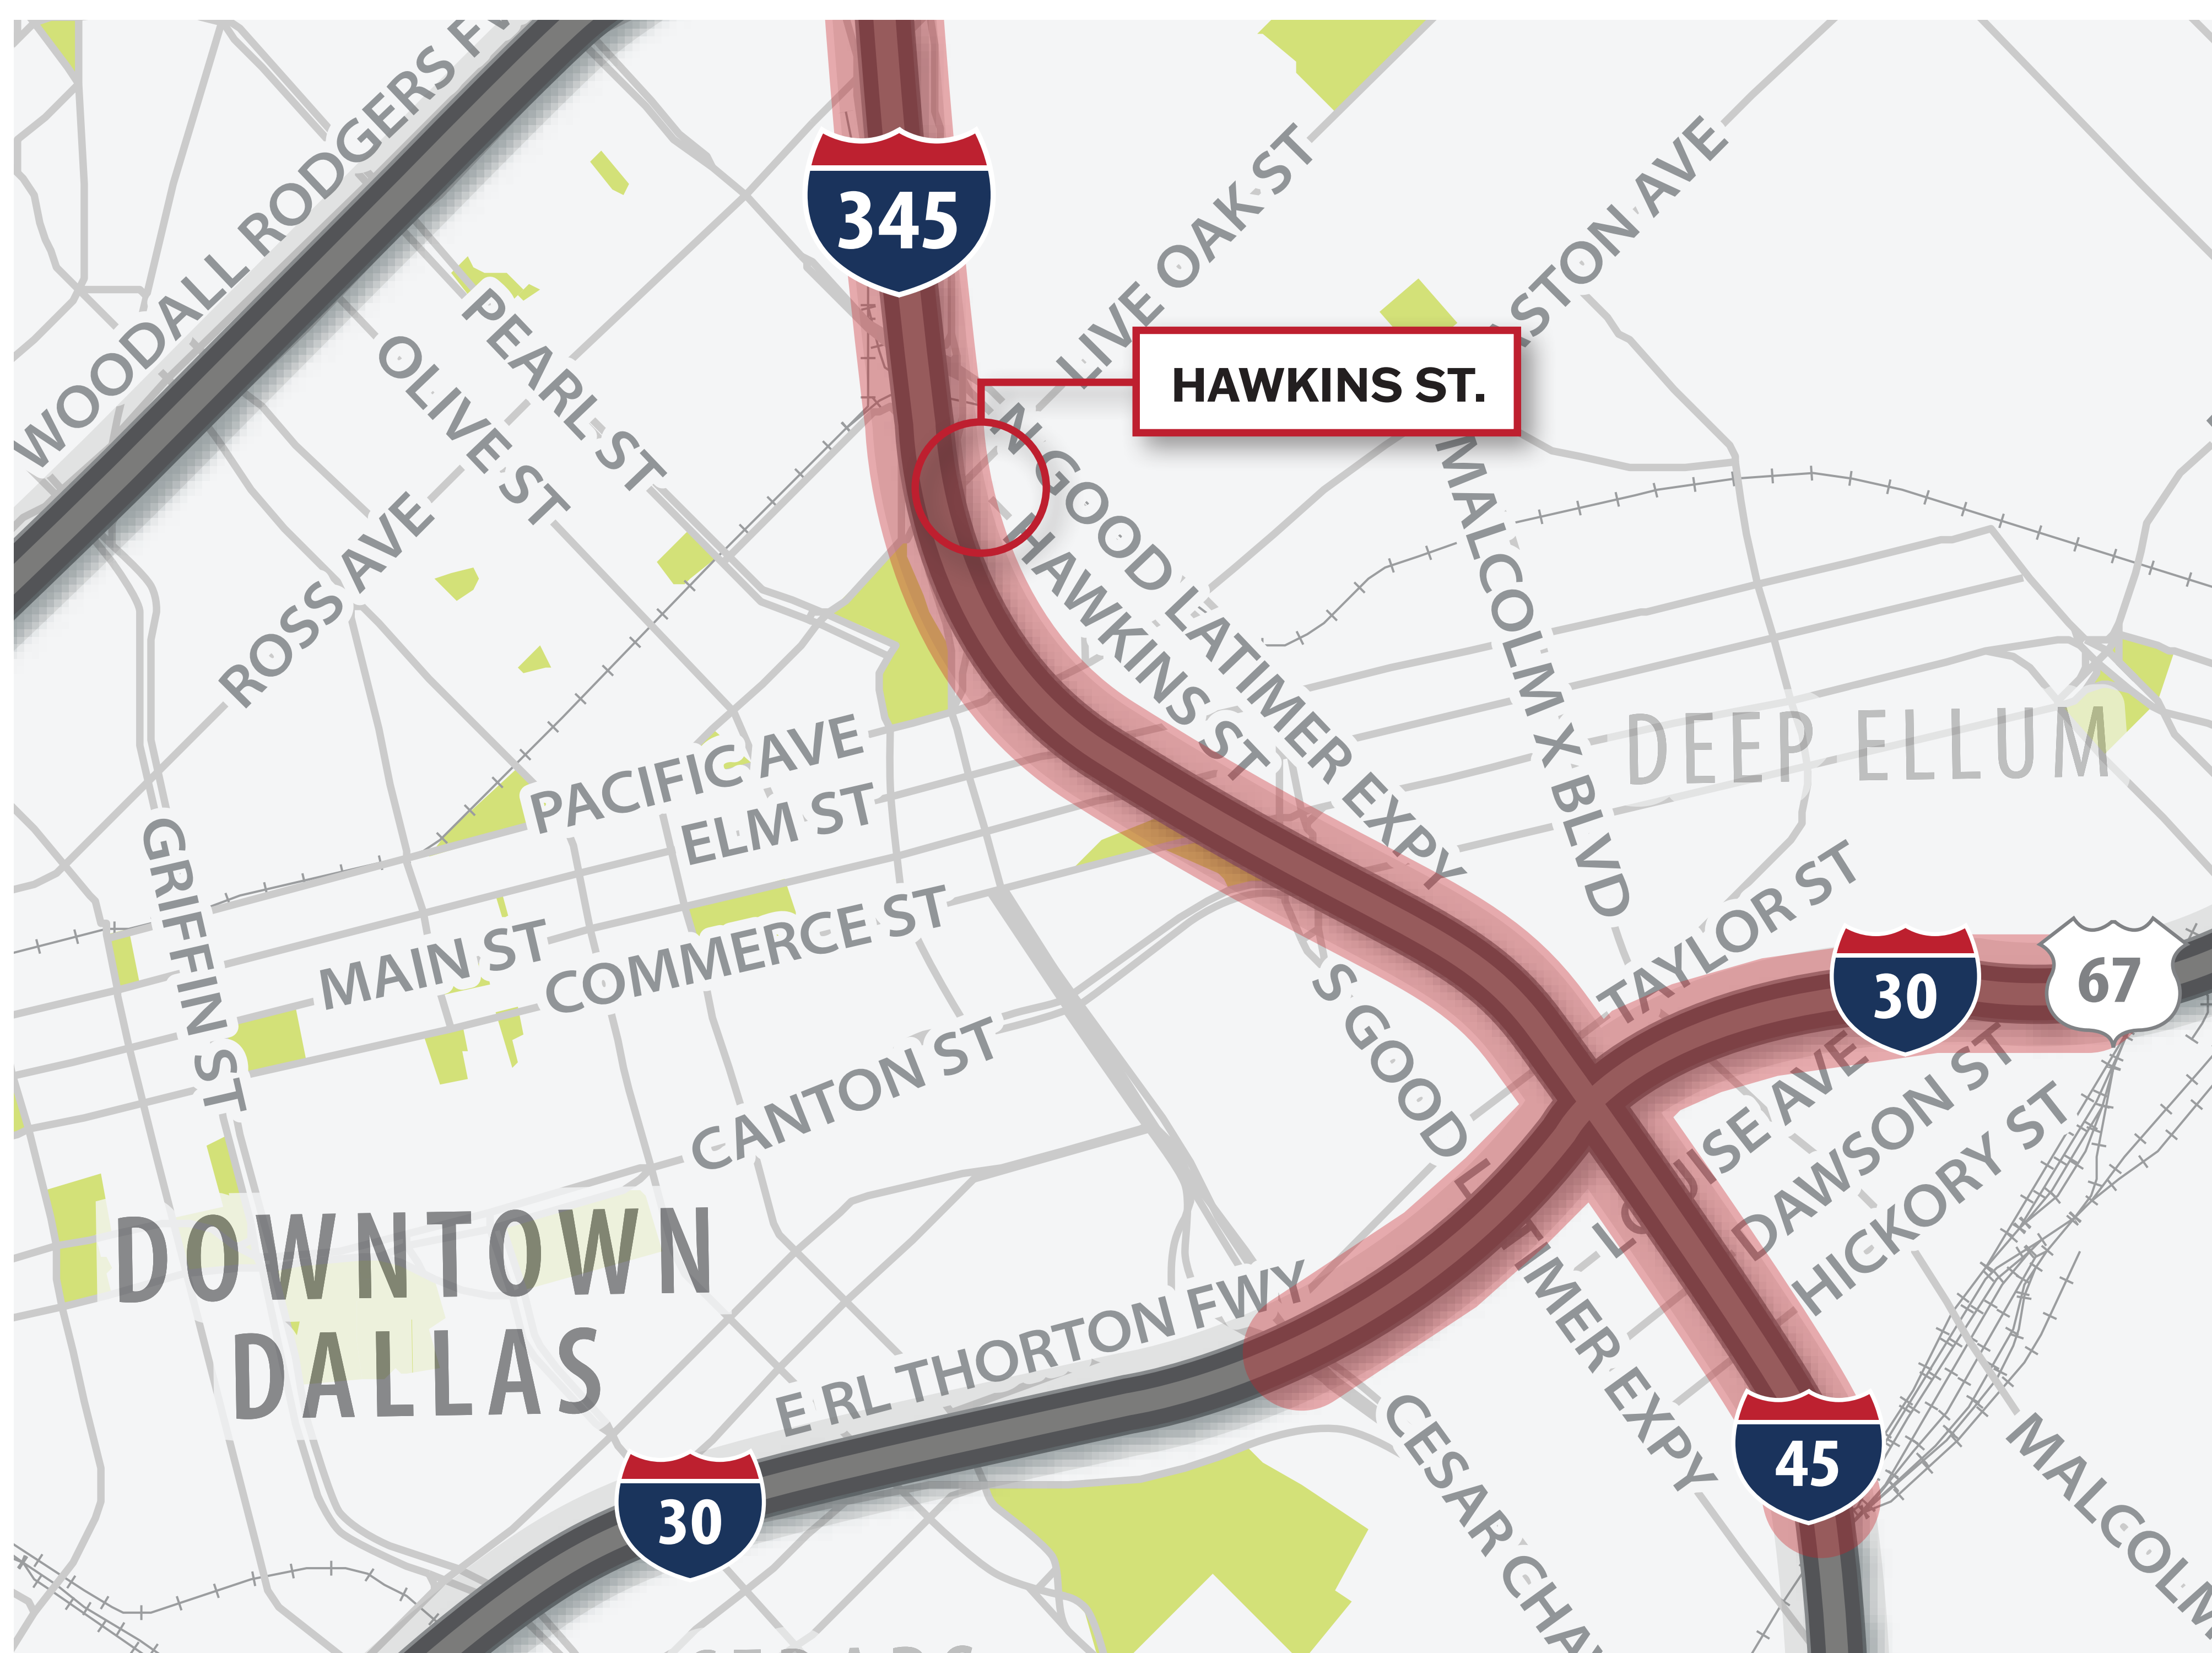 WOODALL RODGERS
345
LIVE OAK ST
ASTON AVE
PEARL ST
OLIVE ST
HAWKINS ST.
ROSS AVE
N GOOD LATIMER EXPY
HAWKINS ST
MALCOLM X BLVD
DEEP ELLUM
PACIFIC AVE
ELM ST
GRIFFIN ST
MAIN ST
COMMERCE ST
TAYLOR ST
30
67
CANTON ST
S GOOD LATIMER EXPY
LOUISE AVE
DAWSON ST
HICKORY ST
DOWNTOWN
DALLAS
E RL THORTON FWY
45
30
CESAR CHAV
MALCOLM